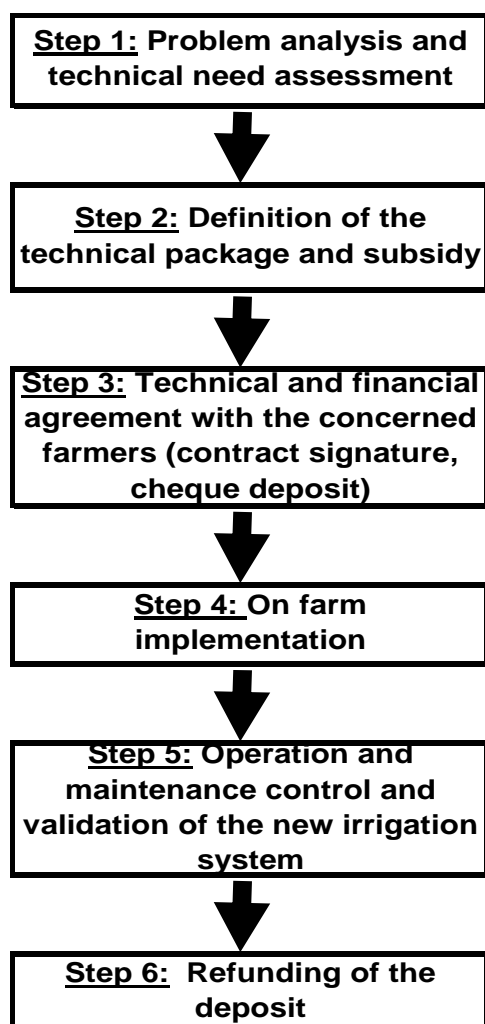 Step 1: Problem analysis and
technical need assessment
Step 2: Definition of the
technical package and subsidy
Step 3: Technical and financial
agreement with the concerned
farmers (contract signature,
cheque deposit)
Step 4: On farm
implementation
Step 5: Operation and
maintenance control and
validation of the new irrigation
system
Step 6: Refunding of the
deposit